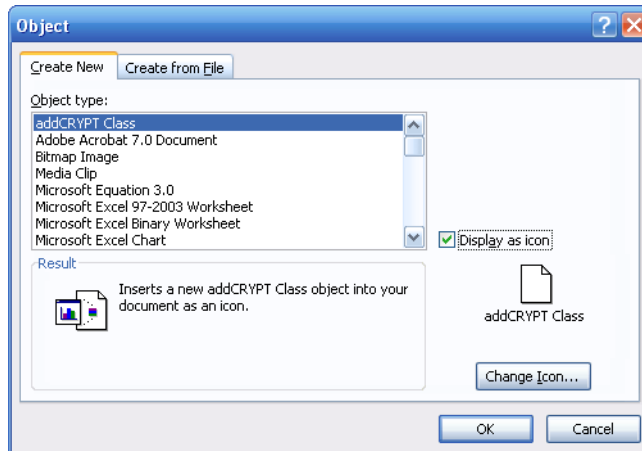 Object
Create New
Create from File
Object type:
addCRYPT Class
Adobe Acrobat 7.0 Document
Bitmap Image
Media Clip
Microsoft Equation 3.0
Microsoft Excel 97-2003 Worksheet
Microsoft Excel Binary Worksheet
Microsoft Excel Chart
Display as icon
Result
Inserts a new addCRYPT Class object into your
document as an icon.
addCRYPT Class
Change Icon...
OK
Cancel